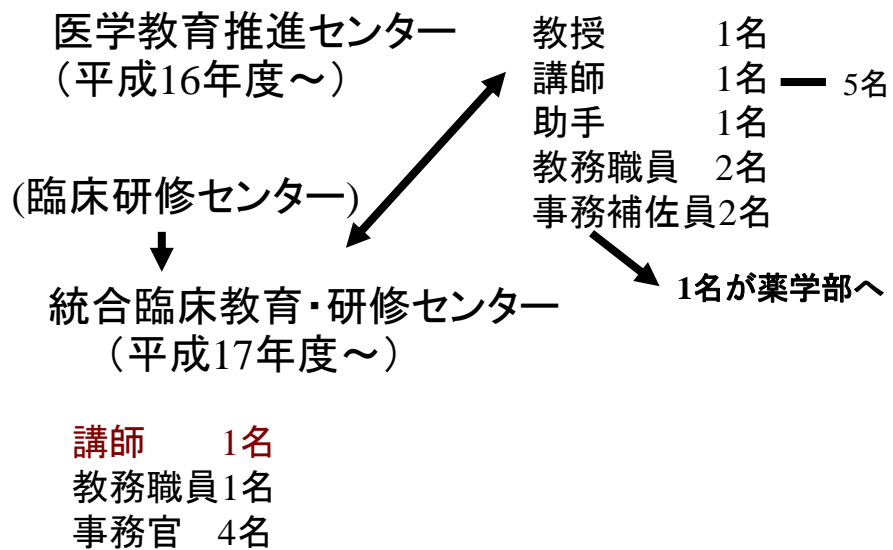 医学教育推進センター
（平成16年度～）
教授 1名
講師 1名 5名
助手 1名
教務職員 2名
事務補佐員2名
1名が薬学部へ
(臨床研修センター)
統合臨床教育・研修センター
（平成17年度～）
講師 1名
教務職員1名
事務官 4名